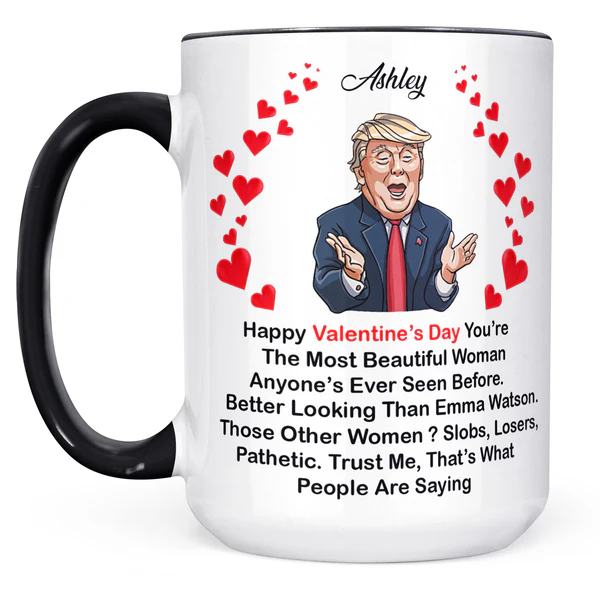 Ashley
Happy Valentine's Day You're
The Most Beautiful Woman
Anyone's Ever Seen Before.
Better Looking Than Emma Watson.
Those Other Women ? Slobs, Losers,
Pathetic. Trust Me, That's What
People Are Saying